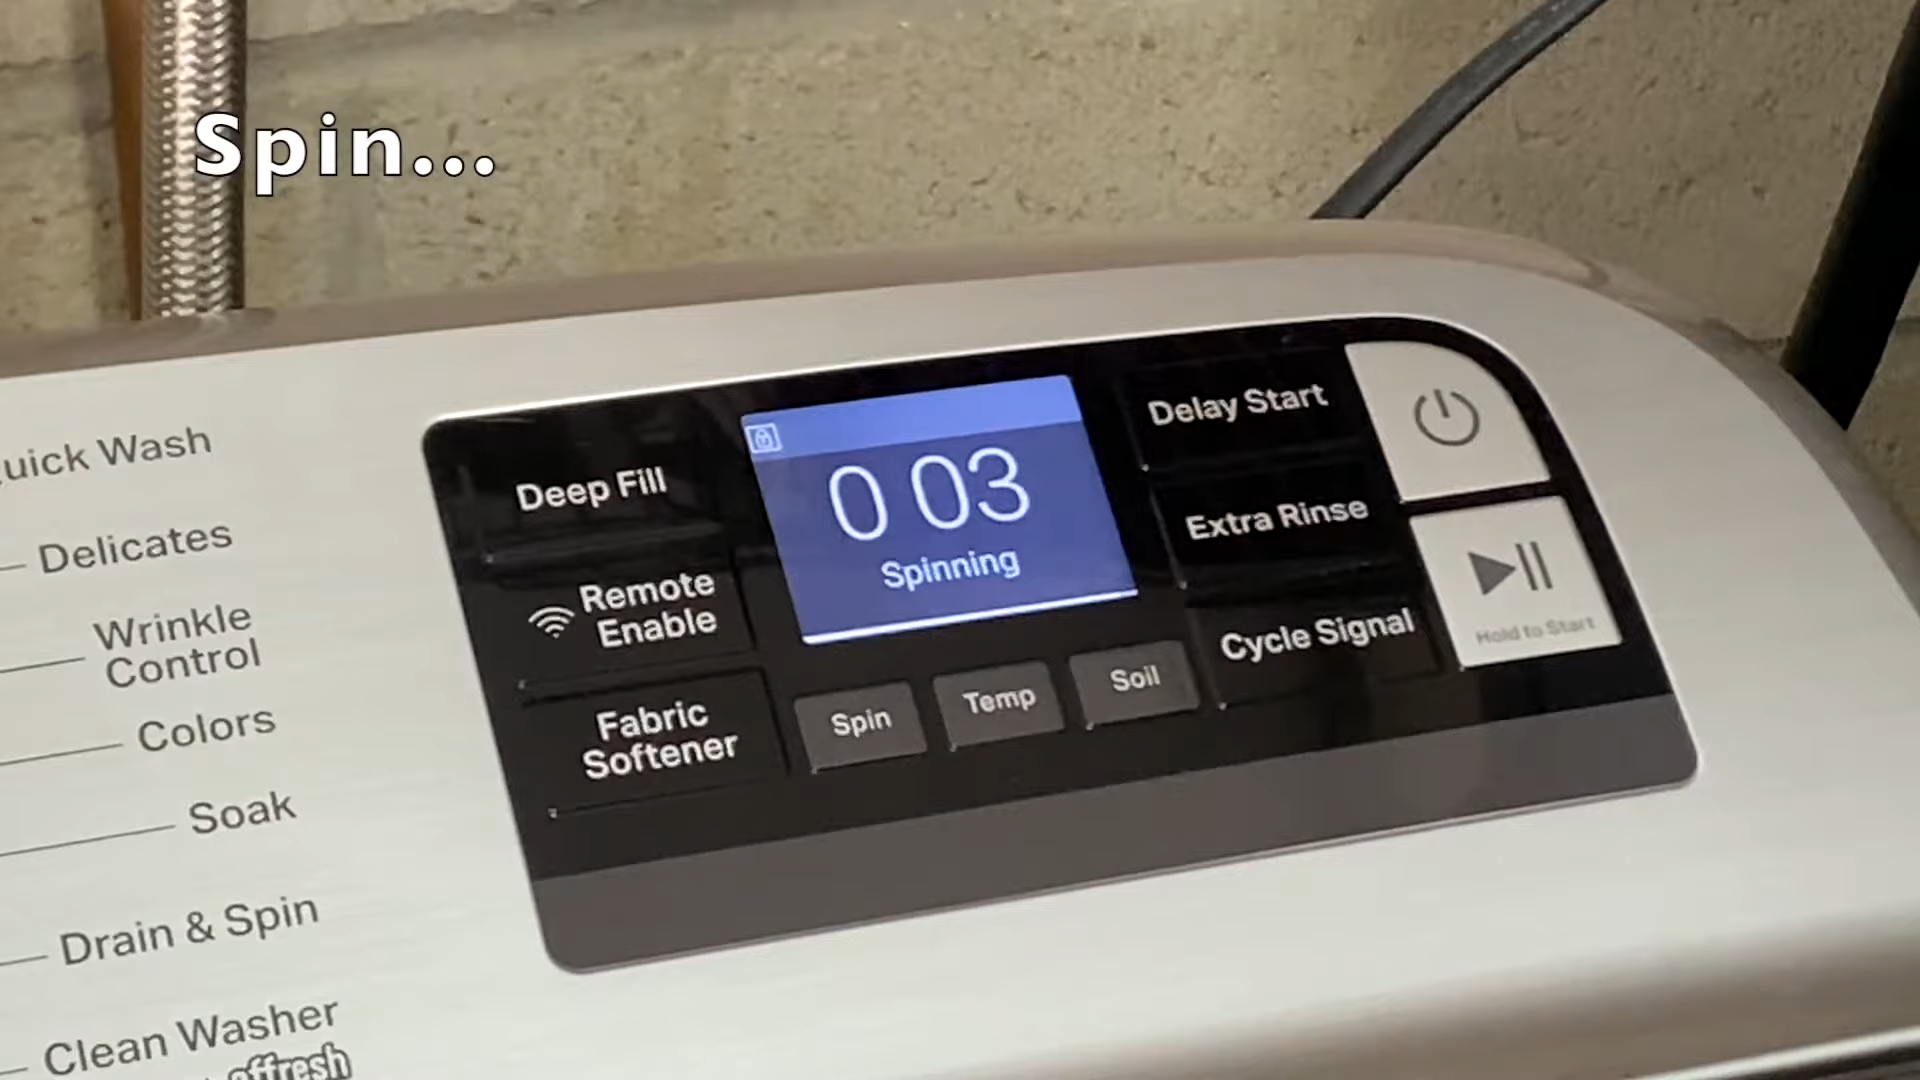 Spin...
uick Wash
Delicates
Wrinkle
Control
Colors
Soak
Drain & Spin
Clean Washer
affresh
Deep Fill
Remote
Enable
Fabric
Softener
0 03
Spinning
Spin
Temp
Soil
Delay Start
Extra Rinse
Cycle Signal
Hold to Start